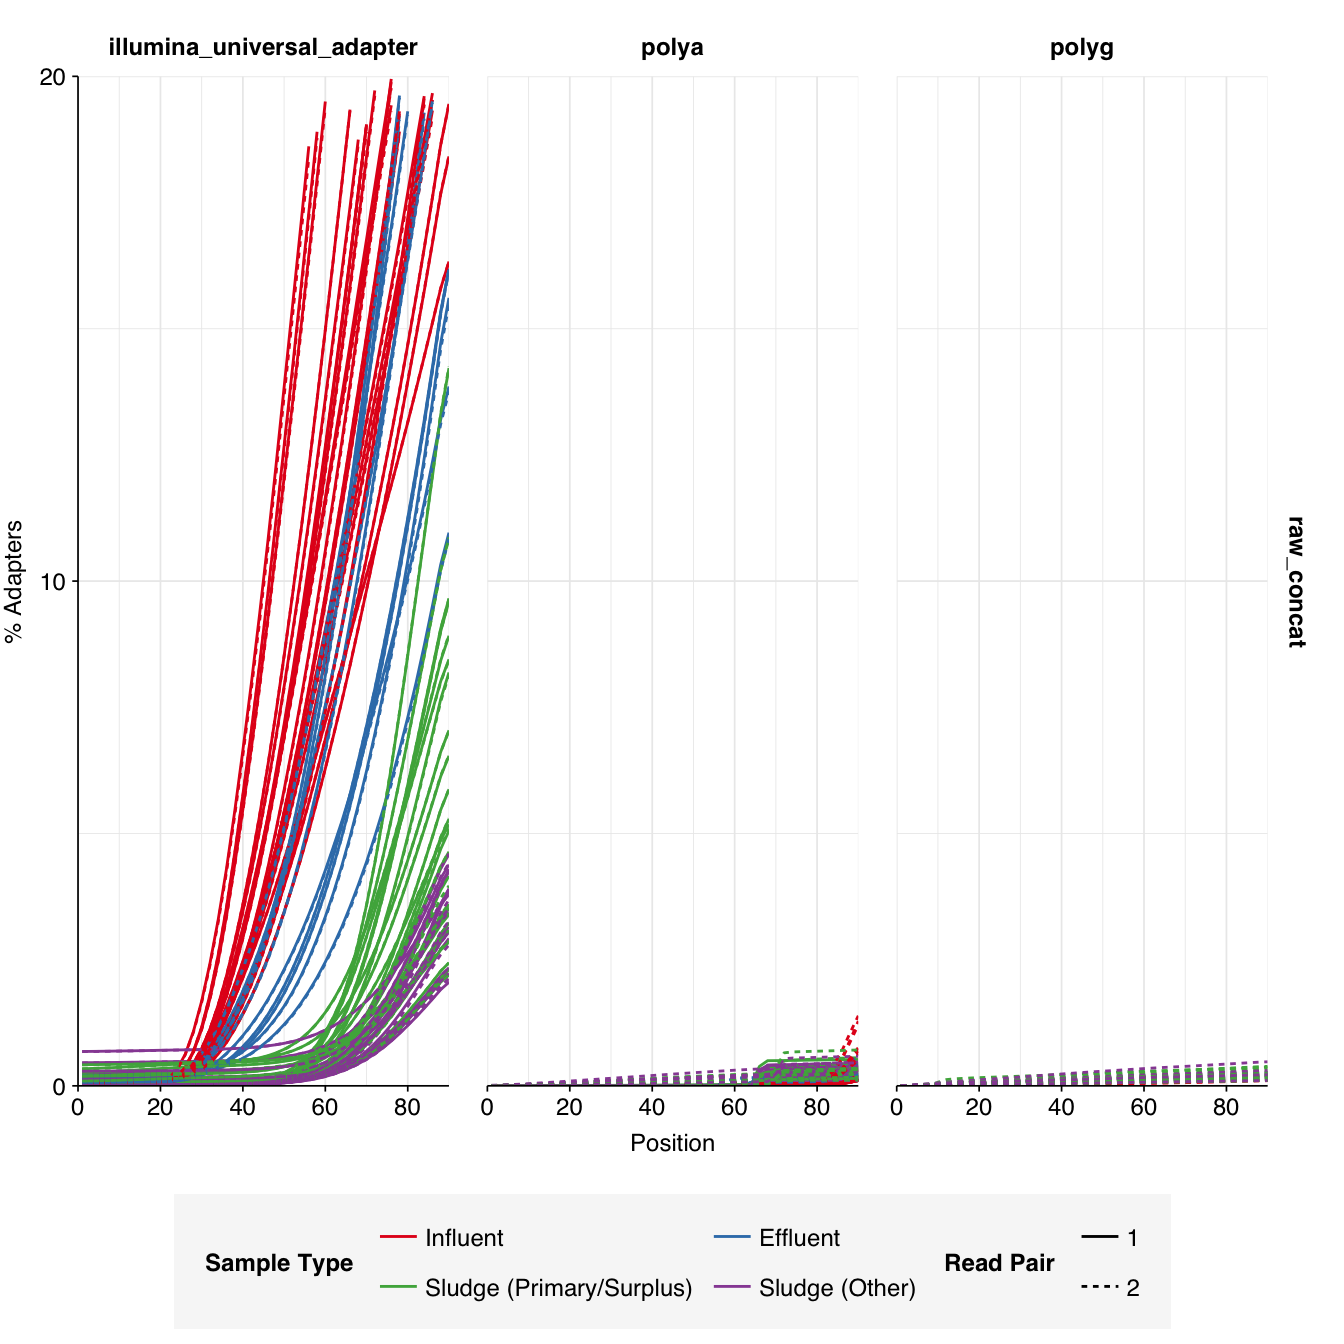 illumina_universal_adapter polya polyg
20
10
0
% Adapters
raw_concat
0 20 40 60 80 0 20 40 60 80 0 20 40 60 80
Position
Sample Type
Influent Effluent
Sludge (Primary/Surplus) Sludge (Other)
Read Pair
1
2